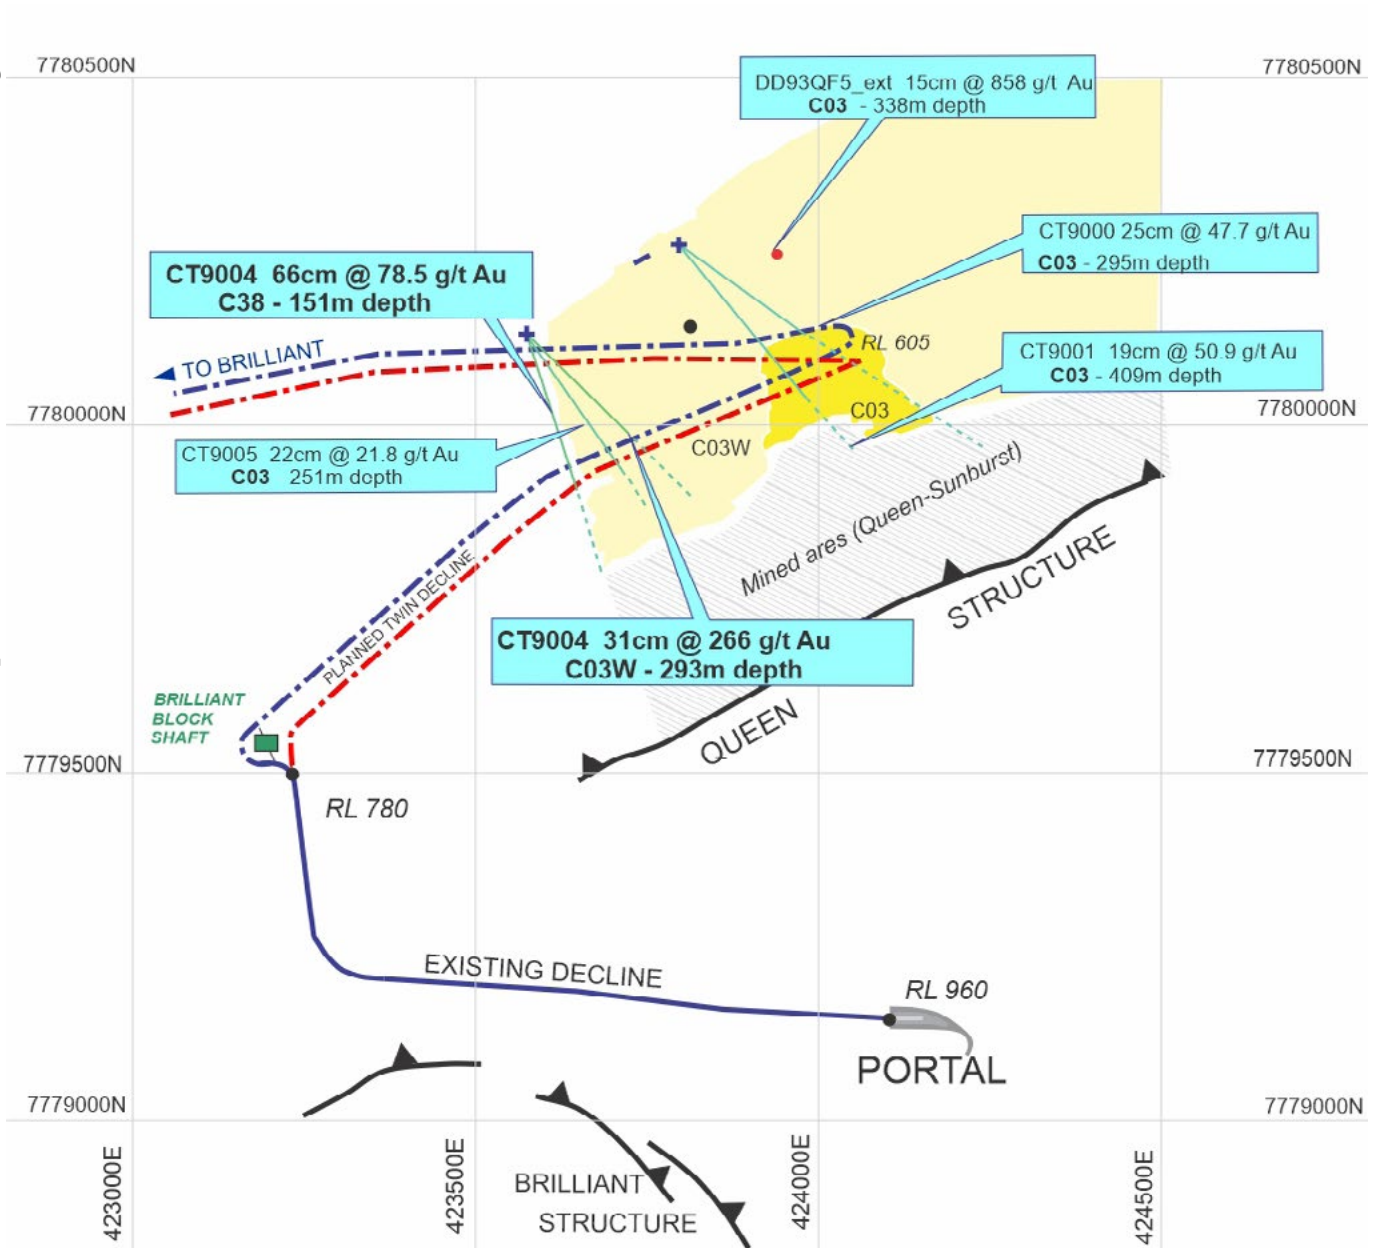 7780500N
7780500N
DD93QF5_ext 15cm @ 858 g/t Au
C03 - 338m depth
CT9000 25cm @ 47.7 g/t Au
C03 - 295m depth
CT9004 66cm @ 78.5 g/t Au
C38 - 151m depth
TO BRILLIANT
RL 605
CT9001 19cm @ 50.9 g/t Au
C03 - 409m depth
7780000N
7780000N
C03
C03W
CT9005 22cm @ 21.8 g/t Au
C03 251m depth
Mined ares (Queen-Sunburst)
PLANNED TWIN DECLINE
CT9004 31cm @ 266 g/t Au
C03W - 293m depth
QUEEN STRUCTURE
BRILLIANT
BLOCK
SHAFT
7779500N
7779500N
RL 780
EXISTING DECLINE
RL 960
PORTAL
7779000N
7779000N
BRILLIANT
STRUCTURE
423000E
423500E
424000E
424500E